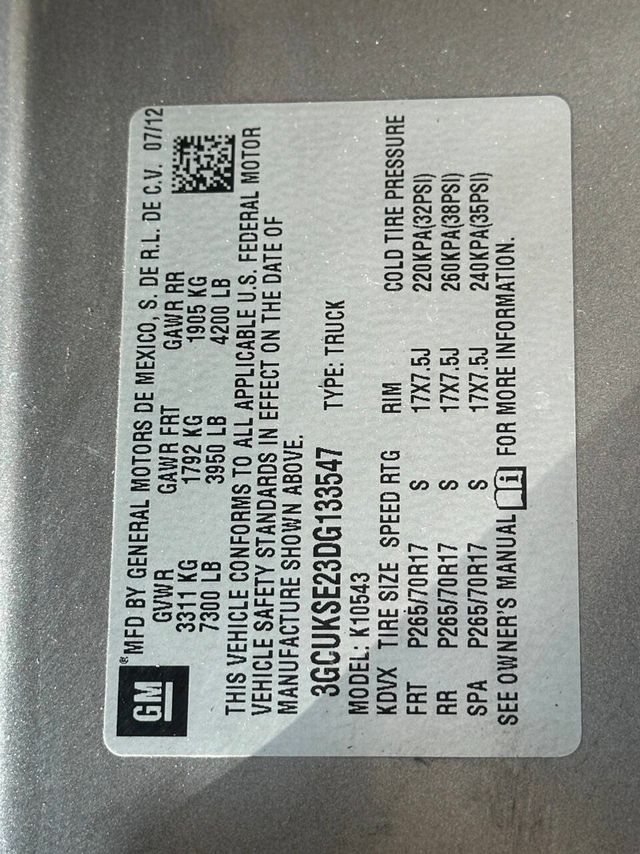 GM
®MFD BY GENERAL MOTORS DE MEXICO, S. DE R.L. DE C.V. 07/12
GVWR GAWR FRT GAWR RR
3311 KG 1792 KG 1905 KG
7300 LB 3950 LB 4200 LB
THIS VEHICLE CONFORMS TO ALL APPLICABLE U.S. FEDERAL MOTOR
VEHICLE SAFETY STANDARDS IN EFFECT ON THE DATE OF
MANUFACTURE SHOWN ABOVE.
3GCUKSE23DG133547 TYPE: TRUCK
MODEL: K10543
KDVX TIRE SIZE SPEED RTG RIM COLD TIRE PRESSURE
FRT P265/70R17 S 17X7.5J 220KPA(32PSI)
RR P265/70R17 S 17X7.5J 260KPA(38PSI)
SPA P265/70R17 S 17X7.5J 240KPA(35PSI)
SEE OWNER'S MANUAL FOR MORE INFORMATION.